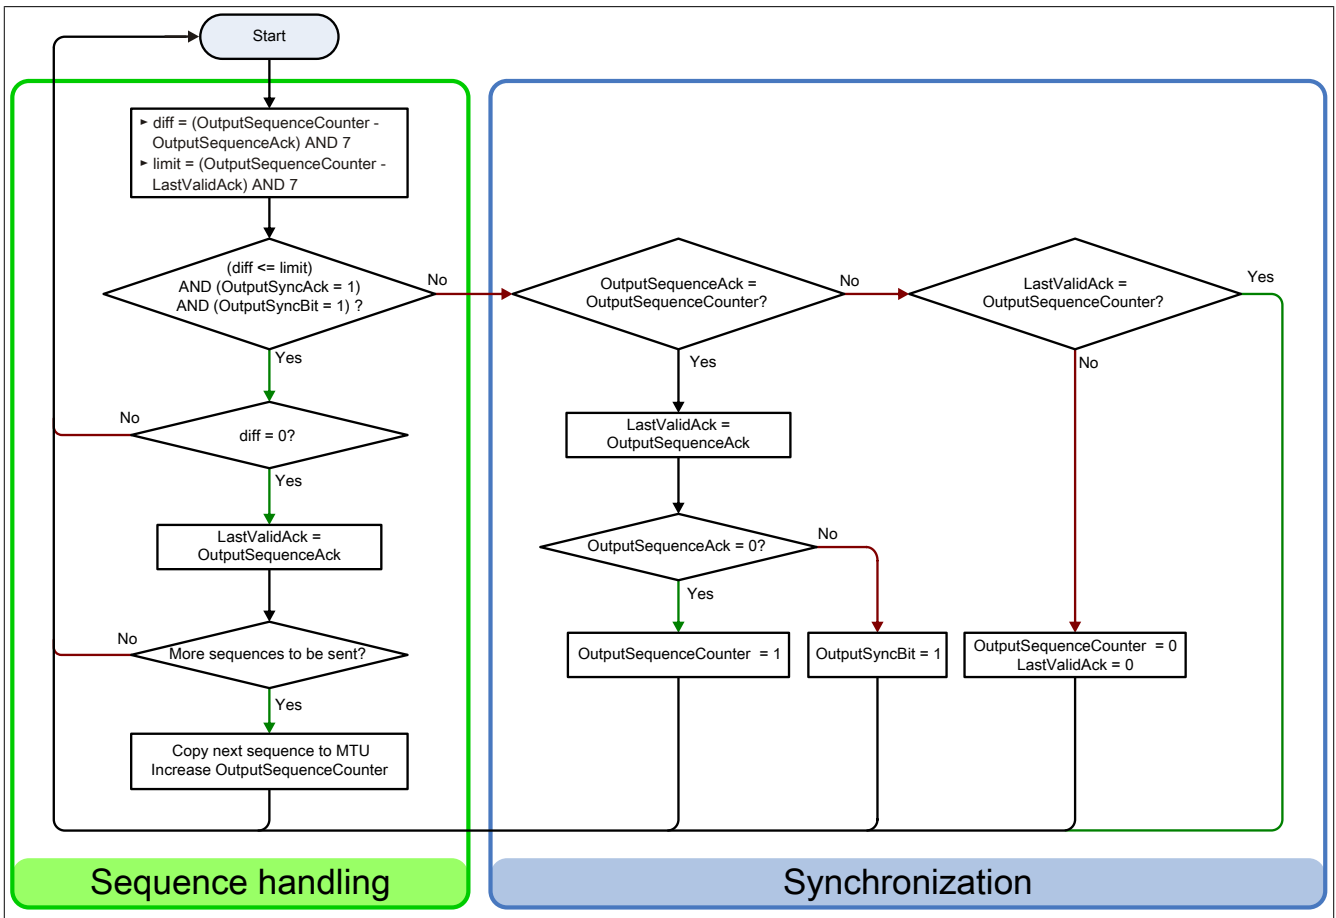 Start
► diff = (OutputSequenceCounter -
OutputSequenceAck) AND 7
► limit = (OutputSequenceCounter -
LastValidAck) AND 7
(diff <= limit)
AND (OutputSyncAck = 1)
AND (OutputSyncBit = 1) ?
No
Yes
diff = 0?
No
Yes
LastValidAck =
OutputSequenceAck
More sequences to be sent?
No
Yes
Copy next sequence to MTU
Increase OutputSequenceCounter
Sequence handling
OutputSequenceAck =
OutputSequenceCounter?
No
Yes
LastValidAck =
OutputSequenceAck
OutputSequenceAck = 0?
No
Yes
OutputSequenceCounter = 1
OutputSyncBit = 1
LastValidAck =
OutputSequenceCounter?
Yes
No
OutputSequenceCounter = 0
LastValidAck = 0
Synchronization